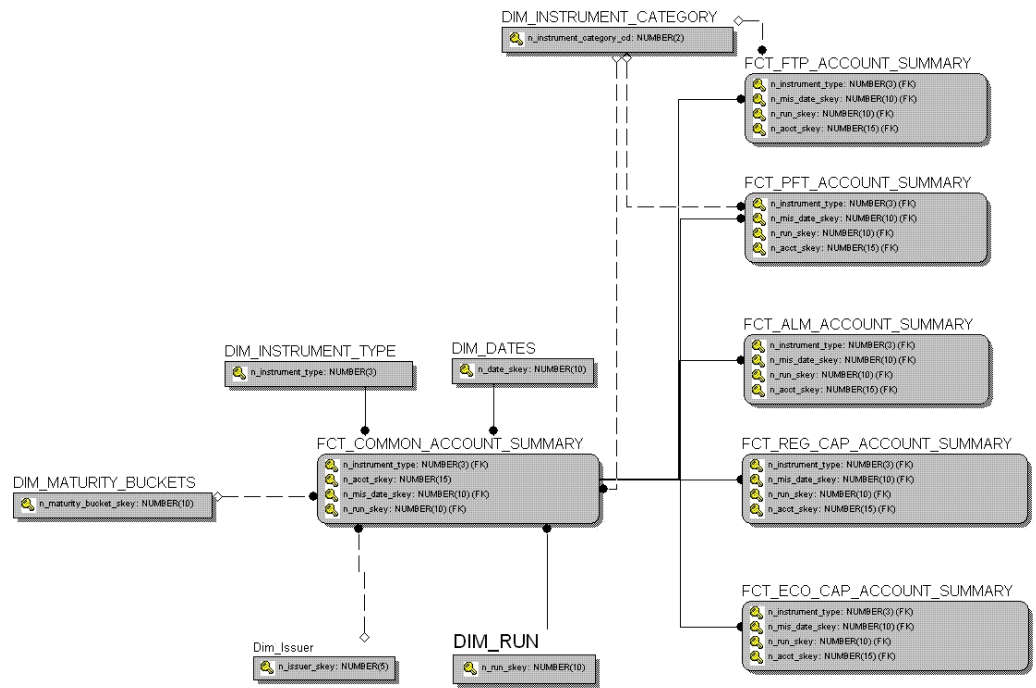 DIM_INSTRUMENT_CATEGORY
n_instrument_category_cd: NUMBER(2)
FCT_FTP_ACCOUNT_SUMMARY
n_instrument_type: NUMBER(3) (FK)
n_mis_date_skey: NUMBER(10) (FK)
n_run_skey: NUMBER(10) (FK)
n_acct_skey: NUMBER(15) (FK)
FCT_PFT_ACCOUNT_SUMMARY
n_instrument_type: NUMBER(3) (FK)
n_mis_date_skey: NUMBER(10) (FK)
n_run_skey: NUMBER(10) (FK)
n_acct_skey: NUMBER(15) (FK)
FCT_ALM_ACCOUNT_SUMMARY
n_instrument_type: NUMBER(3) (FK)
n_mis_date_skey: NUMBER(10) (FK)
n_run_skey: NUMBER(10) (FK)
n_acct_skey: NUMBER(15) (FK)
DIM_INSTRUMENT_TYPE
n_instrument_type: NUMBER(3)
DIM_DATES
n_date_skey: NUMBER(10)
FCT_COMMON_ACCOUNT_SUMMARY
n_instrument_type: NUMBER(3) (FK)
n_acct_skey: NUMBER(15)
n_mis_date_skey: NUMBER(10) (FK)
n_run_skey: NUMBER(10) (FK)
FCT_REG_CAP_ACCOUNT_SUMMARY
n_instrument_type: NUMBER(3) (FK)
n_mis_date_skey: NUMBER(10) (FK)
n_run_skey: NUMBER(10) (FK)
n_acct_skey: NUMBER(15) (FK)
DIM_MATURITY_BUCKETS
n_maturity_bucket_skey: NUMBER(10)
FCT_ECO_CAP_ACCOUNT_SUMMARY
n_instrument_type: NUMBER(3) (FK)
n_mis_date_skey: NUMBER(10) (FK)
n_run_skey: NUMBER(10) (FK)
n_acct_skey: NUMBER(15) (FK)
Dim_Issuer
n_issuer_skey: NUMBER(5)
DIM_RUN
n_run_skey: NUMBER(10)